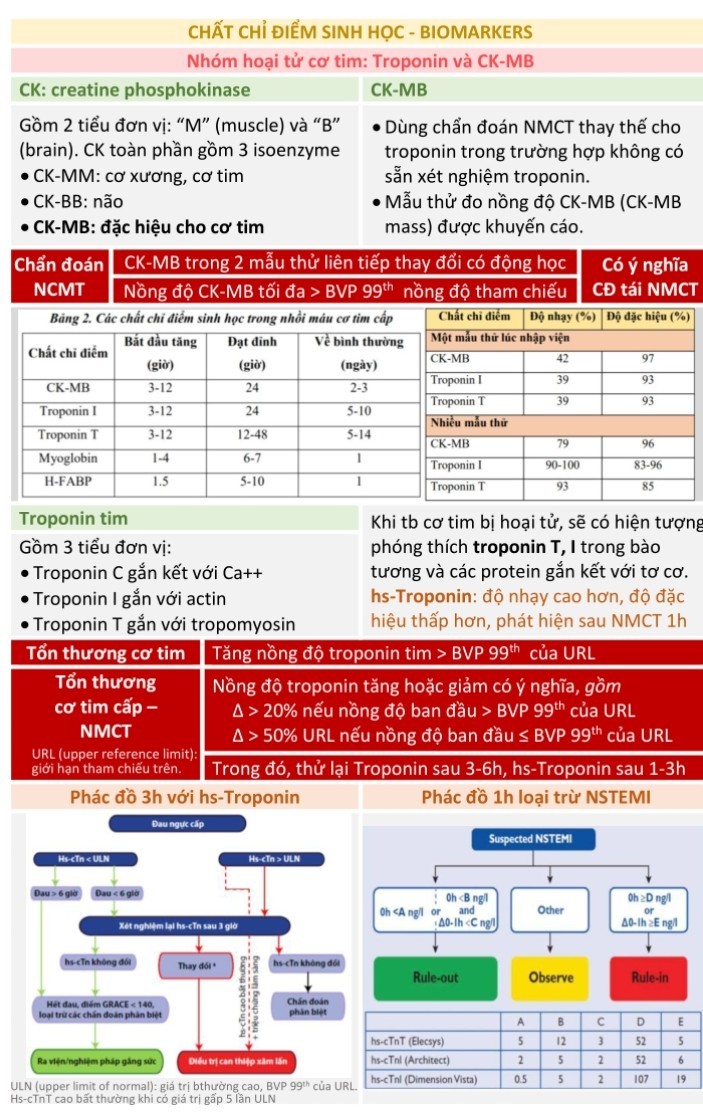 CHẤT CHỈ ĐIỂM SINH HỌC - BIOMARKERS
Nhóm hoại tử cơ tim: Troponin và CK-MB
CK: creatine phosphokinase
Gồm 2 tiểu đơn vị: “M” (muscle) và “B”
(brain). CK toàn phần gồm 3 isoenzyme
• CK-MM: cơ xương, cơ tim
• CK-BB: não
• CK-MB: đặc hiệu cho cơ tim
CK-MB
• Dùng chẩn đoán NMCT thay thế cho
troponin trong trường hợp không có
sẵn xét nghiệm troponin.
• Mẫu thử đo nồng độ CK-MB (CK-MB
mass) được khuyến cáo.
Chẩn đoán
NCMT
CK-MB trong 2 mẫu thử liên tiếp thay đổi có động học
Nồng độ CK-MB tối đa > BVP 99th nồng độ tham chiếu
Có ý nghĩa
CĐ tái NMCT
Bảng 2. Các chất chỉ điểm sinh học trong nhồi máu cơ tim cấp
Chất chỉ điểm Bắt đầu tăng (giờ) Đạt đỉnh (giờ) Về bình thường (ngày)
CK-MB 3-12 24 2-3
Troponin I 3-12 24 5-10
Troponin T 3-12 12-48 5-14
Myoglobin 1-4 6-7 1
H-FABP 1.5 5-10 1
Chất chỉ điểm Độ nhạy (%) Độ đặc hiệu (%)
Một mẫu thử lúc nhập viện
CK-MB 42 97
Troponin I 39 93
Troponin T 39 93
Nhiều mẫu thử
CK-MB 79 96
Troponin I 90-100 83-96
Troponin T 93 85
Troponin tim
Gồm 3 tiểu đơn vị:
• Troponin C gắn kết với Ca++
• Troponin I gắn với actin
• Troponin T gắn với tropomyosin
Khi tb cơ tim bị hoại tử, sẽ có hiện tượng
phóng thích troponin T, I trong bào
tương và các protein gắn kết với tơ cơ.
hs-Troponin: độ nhạy cao hơn, độ đặc
hiệu thấp hơn, phát hiện sau NMCT 1h
Tổn thương cơ tim
Tăng nồng độ troponin tim > BVP 99th của URL
Tổn thương
cơ tim cấp –
NMCT
URL (upper reference limit):
giới hạn tham chiếu trên.
Nồng độ troponin tăng hoặc giảm có ý nghĩa, gồm
Δ > 20% nếu nồng độ ban đầu > BVP 99th của URL
Δ > 50% URL nếu nồng độ ban đầu ≤ BVP 99th của URL
Trong đó, thử lại Troponin sau 3-6h, hs-Troponin sau 1-3h
Phác đồ 3h với hs-Troponin
Đau ngực cấp
Hs-cTn < ULN
Hs-cTn > ULN
Đau > 6 giờ
Đau < 6 giờ
Xét nghiệm lại hs-cTn sau 3 giờ
hs-cTn không đổi
Thay đổi
hs-cTn cao bất thường
+ triệu chứng lâm sàng
hs-cTn không đổi
Hết đau, điểm GRACE < 140,
loại trừ các chẩn đoán phân biệt
Chẩn đoán
phân biệt
Ra viện/nghiệm pháp gắng sức
Điều trị can thiệp xâm lấn
ULN (upper limit of normal): giá trị bthường cao, BVP 99th của URL.
Hs-cTnT cao bất thường khi có giá trị gấp 5 lần ULN
Phác đồ 1h loại trừ NSTEMI
Suspected NSTEMI
0h <A ng/l or 0h <B ng/l and Δ0-1h <C ng/l
Other
0h ≥D ng/l
or
Δ0-1h ≥E ng/l
Rule-out
Observe
Rule-in
A B C D E
hs-cTnT (Elecsys) 5 12 3 52 5
hs-cTnI (Architect) 2 5 2 52 6
hs-cTnI (Dimension Vista) 0.5 5 2 107 19